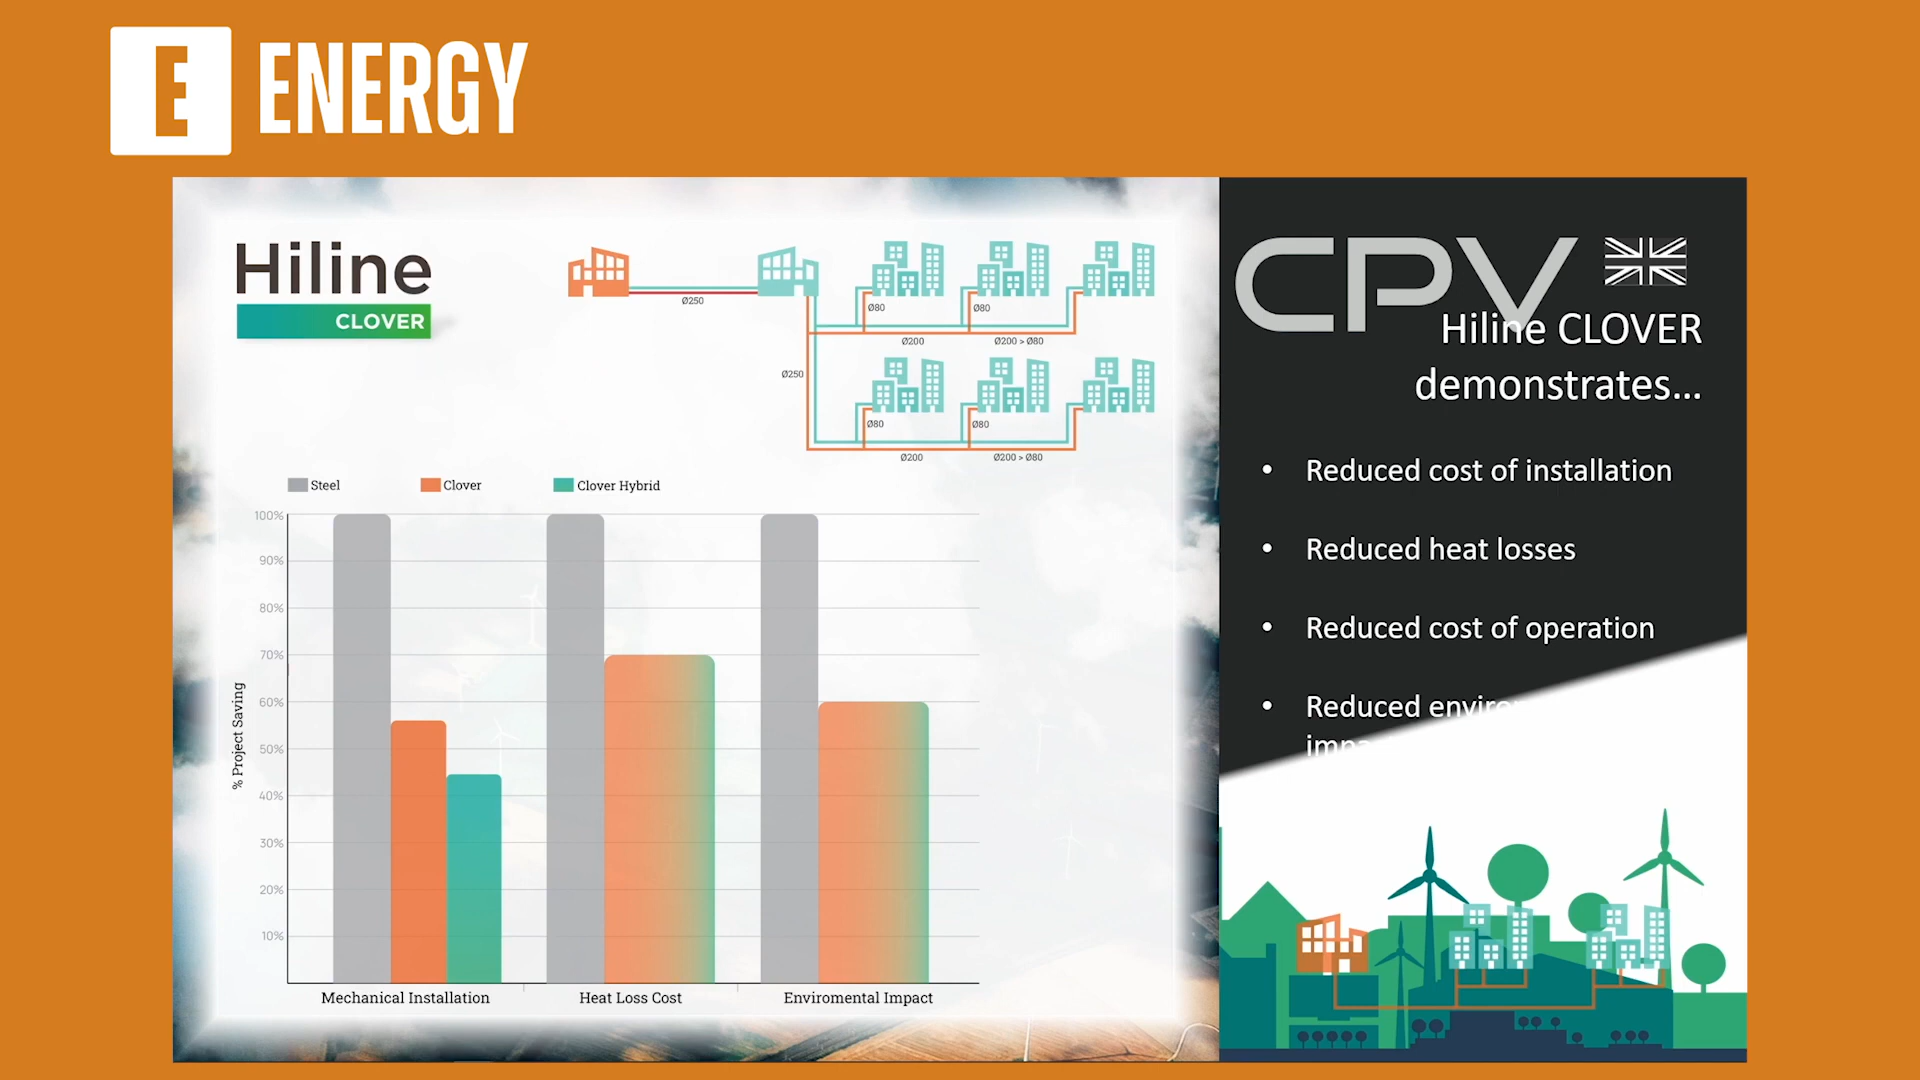 E ENERGY
Hiline
CLOVER
Ø250
Ø80
Ø80
Ø200
Ø200 > Ø80
Ø250
Ø80
Ø80
Ø200
Ø200 > Ø80
Steel
Clover
Clover Hybrid
100%
90%
80%
70%
60%
50%
40%
30%
20%
10%
% Project Saving
Mechanical Installation
Heat Loss Cost
Enviromental Impact
CPV
Hiline CLOVER
demonstrates...
• Reduced cost of installation
• Reduced heat losses
• Reduced cost of operation
• Reduced